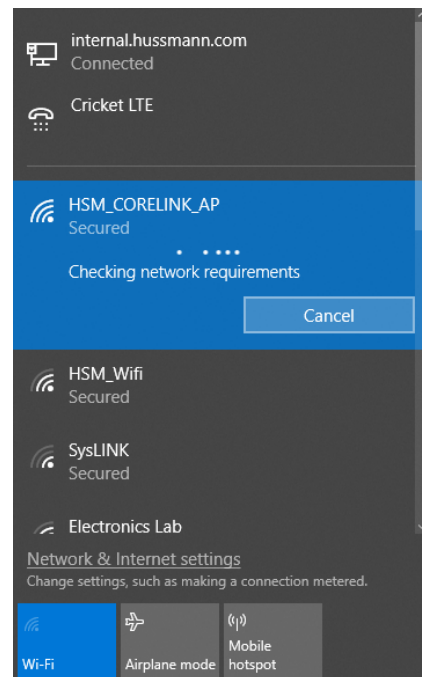 internal.hussmann.com
Connected
Cricket LTE
HSM_CORELINK_AP
Secured
Checking network requirements
Cancel
HSM_Wifi
Secured
SysLINK
Secured
Electronics Lab
Network & Internet settings
Change settings, such as making a connection metered.
Wi-Fi
Airplane mode
Mobile
hotspot